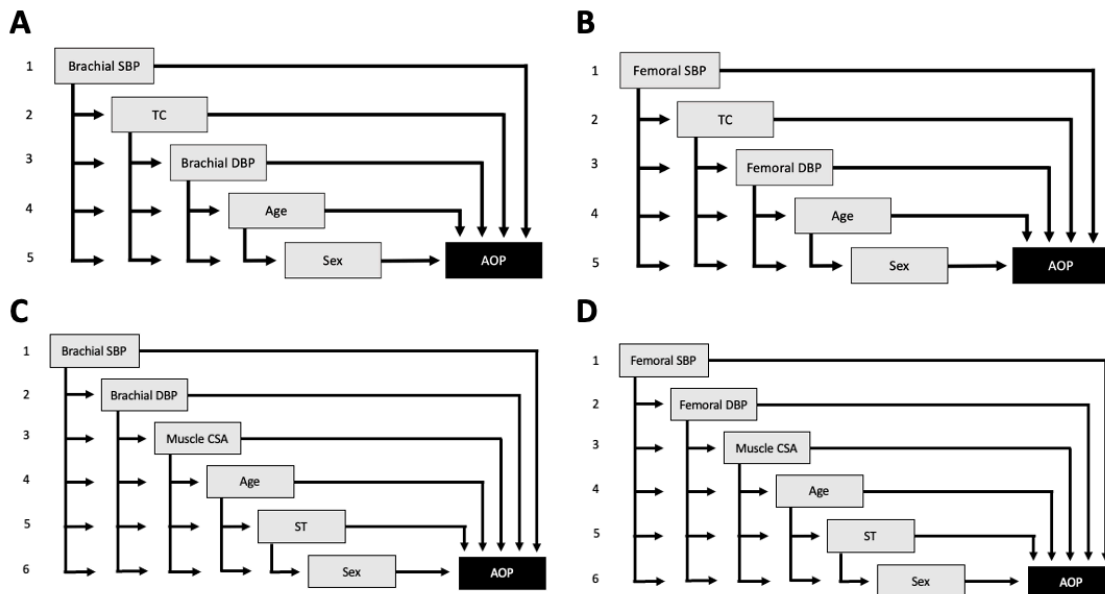 A
1 Brachial SBP
2 TC
3 Brachial DBP
4 Age
5 Sex AOP
B
1 Femoral SBP
2 TC
3 Femoral DBP
4 Age
5 Sex AOP
C
1 Brachial SBP
2 Brachial DBP
3 Muscle CSA
4 Age
5 ST
6 Sex AOP
D
1 Femoral SBP
2 Femoral DBP
3 Muscle CSA
4 Age
5 ST
6 Sex AOP